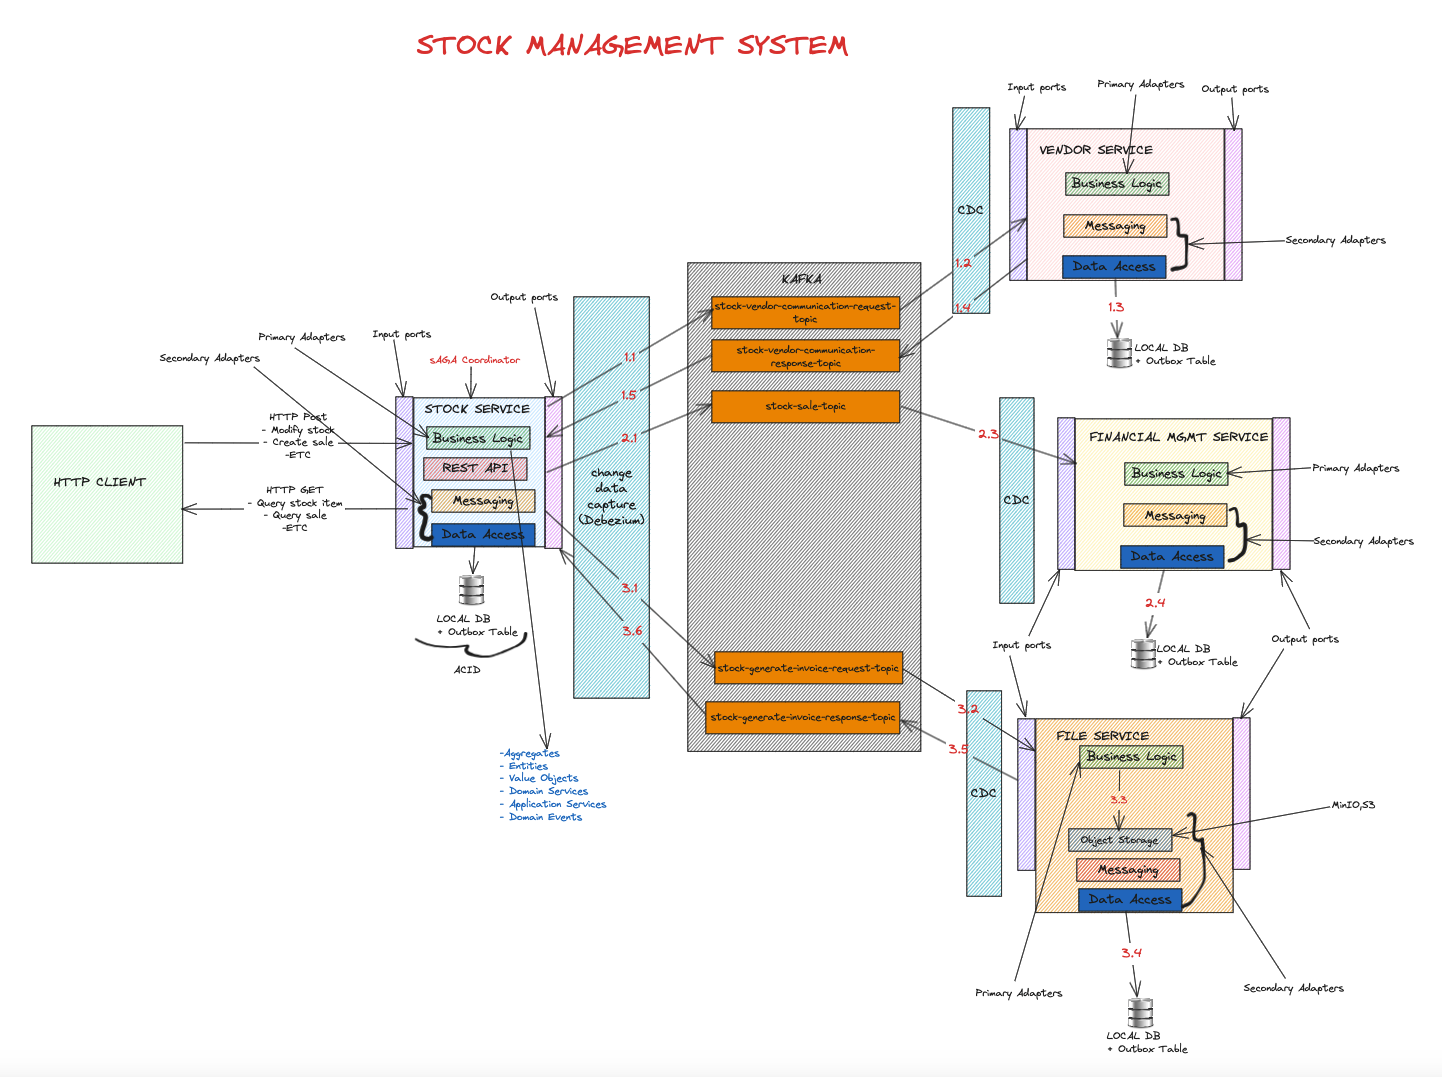 STOCK MANAGEMENT SYSTEM
Input ports
Primary Adapters
Output ports
VENDOR SERVICE
Business Logic
Messaging
Data Access
CDC
Secondary Adapters
1.2
1.4
1.3
LOCAL DB
+ Outbox Table
KAFKA
stock-vendor-communication-request-
topic
stock-vendor-communication-
response-topic
stock-sale-topic
stock-generate-invoice-request-topic
stock-generate-invoice-response-topic
Output ports
Primary Adapters
Input ports
Secondary Adapters
sAGA Coordinator
1.1
1.5
2.1
3.1
3.6
change
data
capture
(Debezium)
STOCK SERVICE
Business Logic
REST API
Messaging
Data Access
HTTP Post
- Modify stock
- Create sale
-ETC
HTTP GET
- Query stock item
- Query sale
-ETC
HTTP CLIENT
LOCAL DB
+ Outbox Table
ACID
-Aggregates
- Entities
- Value Objects
- Domain Services
- Application Services
- Domain Events
2.3
CDC
FINANCIAL MGMT SERVICE
Business Logic
Messaging
Data Access
Primary Adapters
Secondary Adapters
2.4
LOCAL DB
+ Outbox Table
Input ports
Output ports
3.2
3.5
CDC
FILE SERVICE
Business Logic
3.3
Object Storage
Messaging
Data Access
MinIO,S3
3.4
Primary Adapters
Secondary Adapters
LOCAL DB
+ Outbox Table